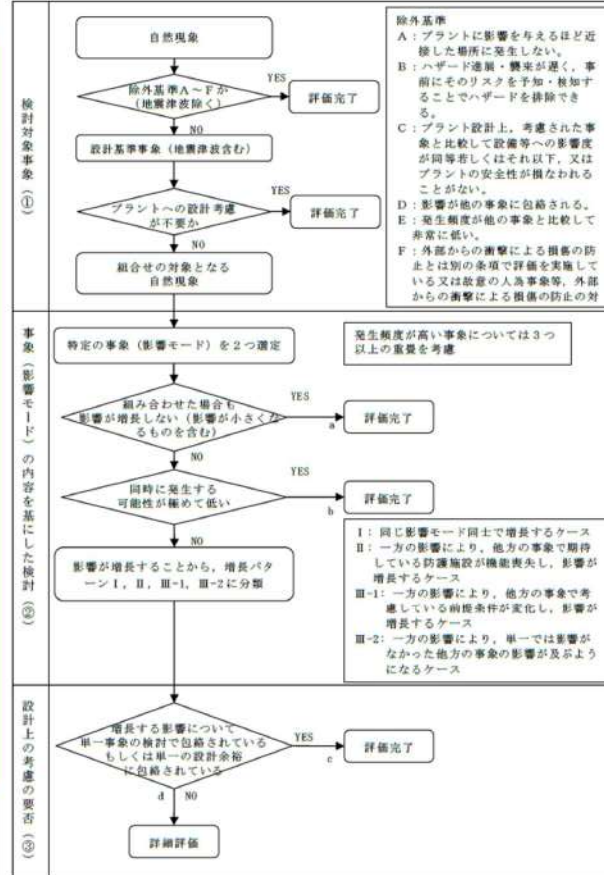 検討対象事象（①）
自然現象
除外基準Ａ～Ｆか
（地震津波除く）
YES
評価完了
NO
設計基準事象（地震津波含む）
プラントへの設計考慮
が不要か
YES
評価完了
NO
組合せの対象となる
自然現象
除外基準
Ａ：プラントに影響を与えるほど近
接した場所に発生しない。
Ｂ：ハザード進展・襲来が遅く，事
前にそのリスクを予知・検知す
ることでハザードを排除でき
る。
Ｃ：プラント設計上，考慮された事
象と比較して設備等への影響度
が同等若しくはそれ以下，又は
プラントの安全性が損なわれる
ことがない。
Ｄ：影響が他の事象に包絡される。
Ｅ：発生頻度が他の事象と比較して
非常に低い。
Ｆ：外部からの衝撃による損傷の防
止とは別の条項で評価を実施して
いる又は故意の人為事象等，外部
からの衝撃による損傷の防止の対
事象（影響モード）の内容を基にした検討（②）
特定の事象（影響モード）を２つ選定
発生頻度が高い事象については３つ
以上の重畳を考慮
組み合わせた場合も
影響が増長しない（影響が小さくな
るものを含む）
YES
a
評価完了
NO
同時に発生する
可能性が極めて低い
YES
b
評価完了
NO
影響が増長することから，増長パタ
ーンⅠ，Ⅱ，Ⅲ-1，Ⅲ-2に分類
Ⅰ：同じ影響モード同士で増長するケース
Ⅱ：一方の影響により，他方の事象で期待
している防護施設が機能喪失し，影響が
増長するケース
Ⅲ-1：一方の影響により，他方の事象で考
慮している前提条件が変化し，影響が
増長するケース
Ⅲ-2：一方の影響により，単一では影響が
なかった他方の事象の影響が及ぶよう
になるケース
設計上の考慮の要否（③）
増長する影響について
単一事象の検討で包絡されている
もしくは単一の設計余裕
に包絡されている
YES
c
評価完了
d NO
詳細評価